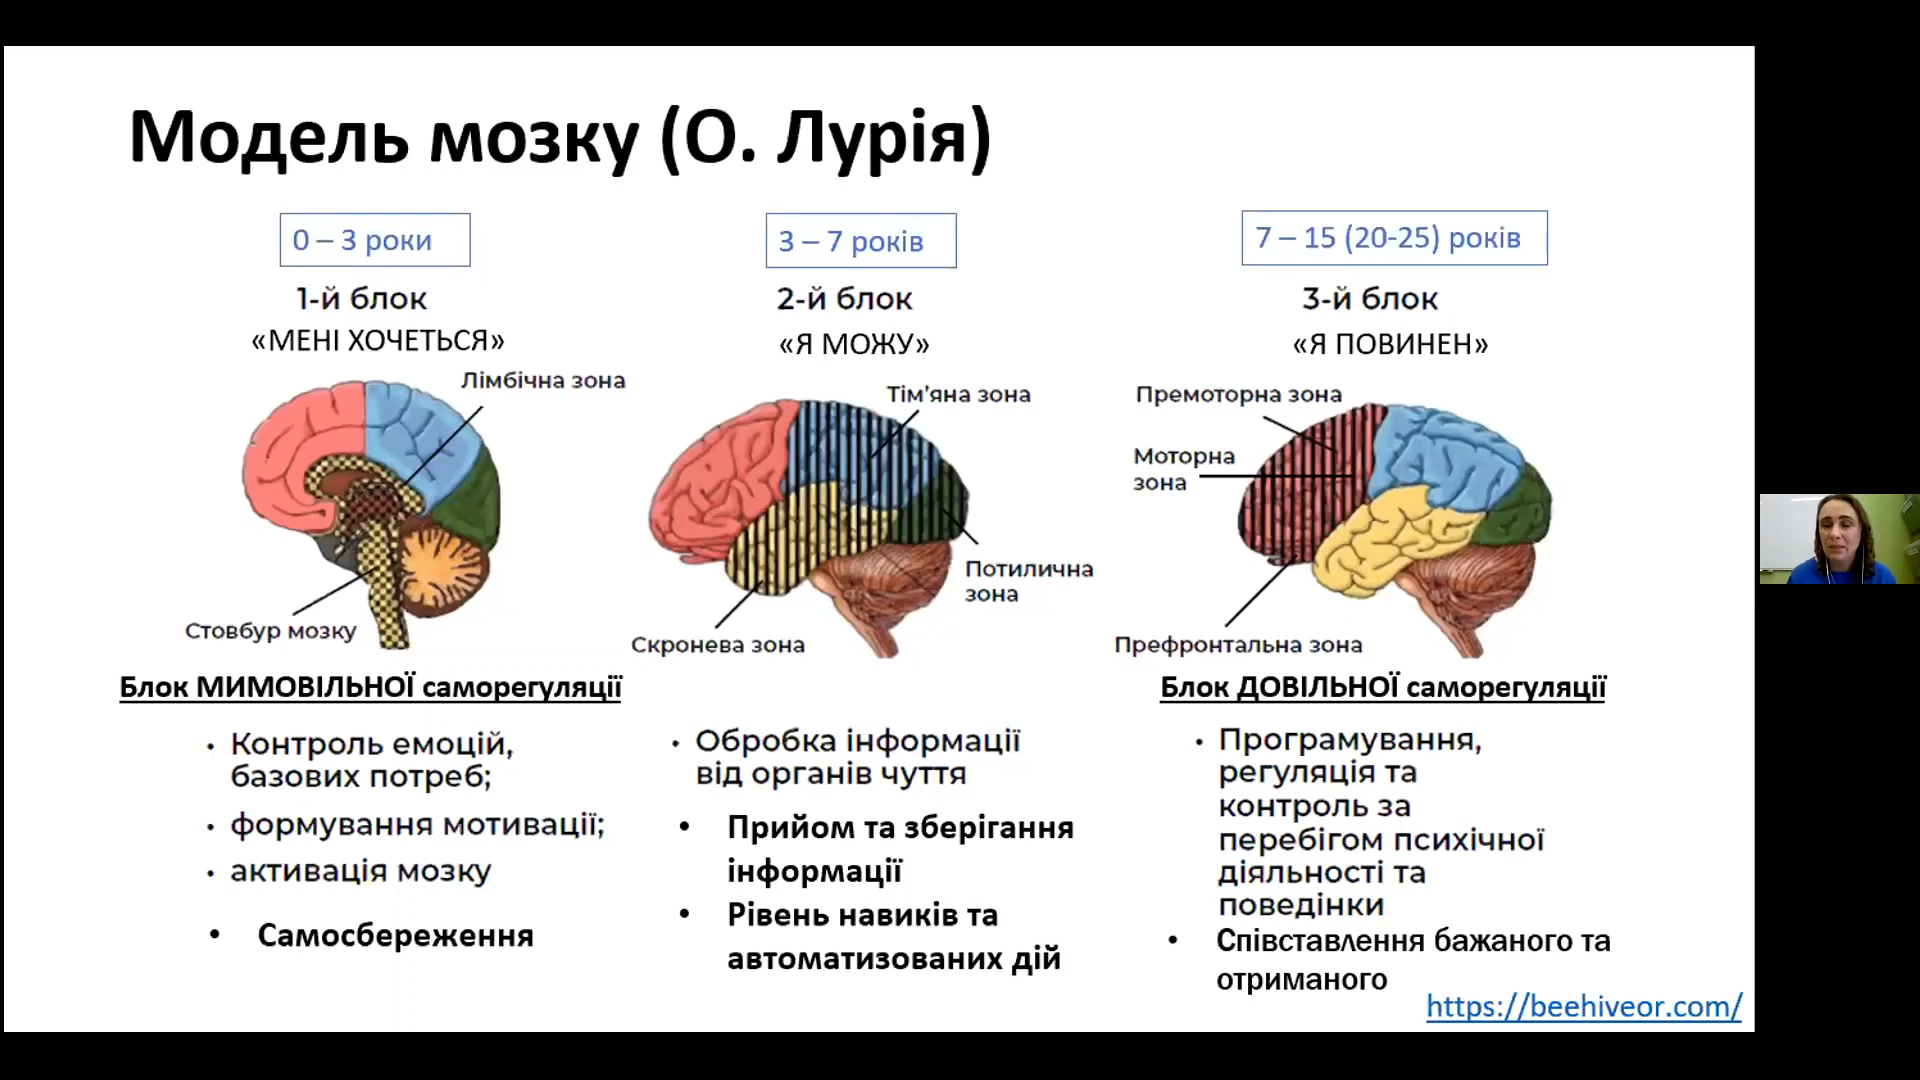 Модель мозку (О. Лурія)
0 – 3 роки
1-й блок
«МЕНІ ХОЧЕТЬСЯ»
Лімбічна зона
Стовбур мозку
Блок МИМОВІЛЬНОЇ саморегуляції
• Контроль емоцій,
базових потреб;
• формування мотивації;
• активація мозку
• Самосбереження
3 – 7 років
2-й блок
«Я МОЖУ»
Тім'яна зона
Потилична
зона
Скронева зона
• Обробка інформації
від органів чуття
• Прийом та зберігання
інформації
• Рівень навиків та
автоматизованих дій
7 – 15 (20-25) років
3-й блок
«Я ПОВИНЕН»
Премоторна зона
Моторна
зона
Префронтальна зона
Блок ДОВІЛЬНОЇ саморегуляції
• Програмування,
регуляція та
контроль за
перебігом психічної
діяльності та
поведінки
• Співставлення бажаного та
отриманого
https://beehiveor.com/